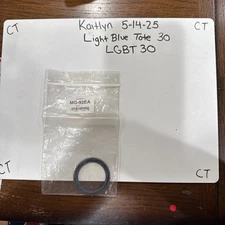 CT
Kaitlyn 5-14-25
CT
Light Blue Tote 30
LGBT 30
MG-92EA
CT
CT